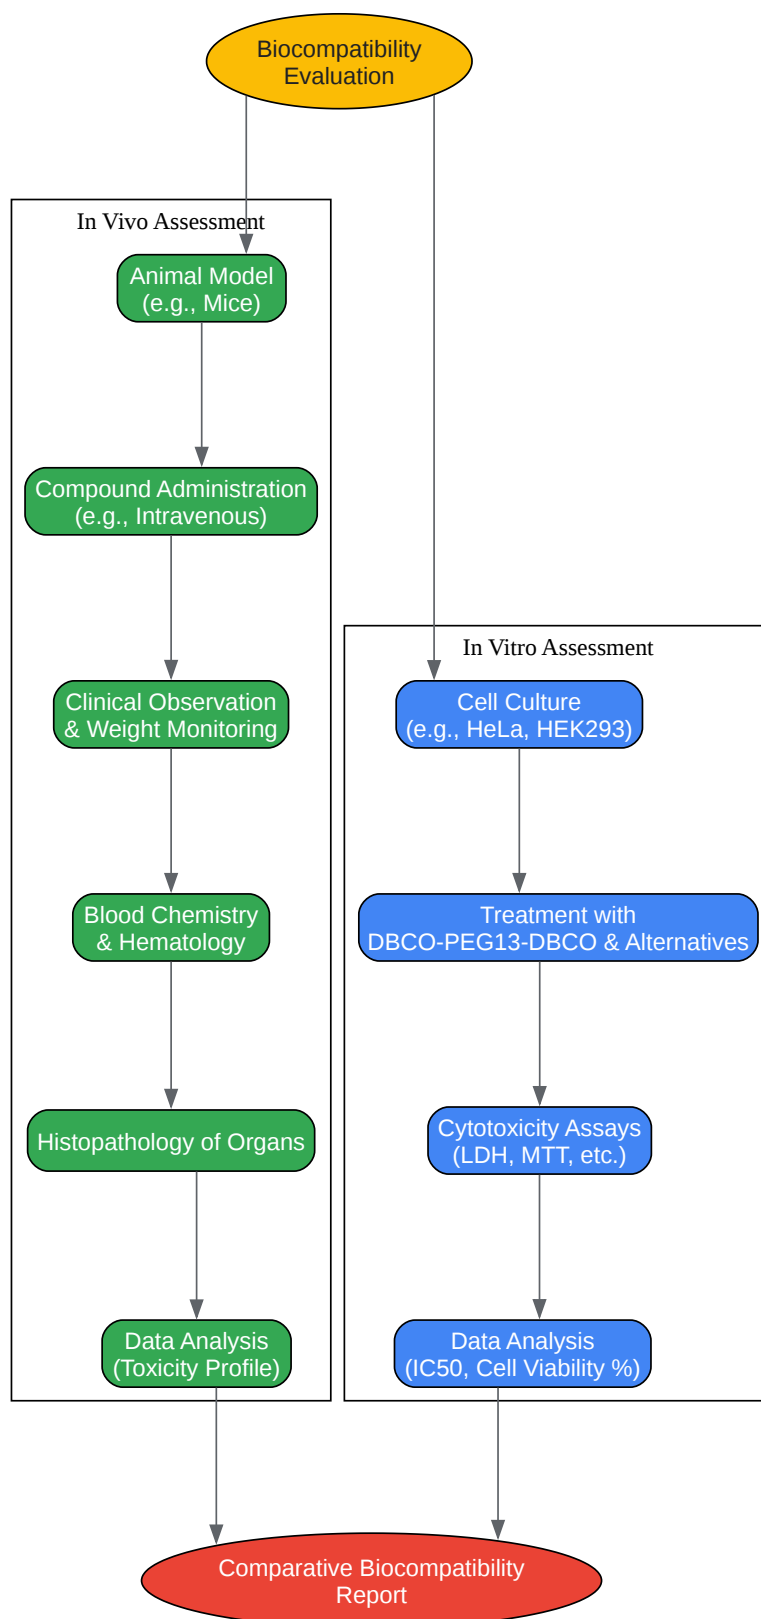 Biocompatibility
Evaluation
In Vivo Assessment
Animal Model
(e.g., Mice)
Compound Administration
(e.g., Intravenous)
Clinical Observation
& Weight Monitoring
Blood Chemistry
& Hematology
Histopathology of Organs
Data Analysis
(Toxicity Profile)
In Vitro Assessment
Cell Culture
(e.g., HeLa, HEK293)
Treatment with
DBCO-PEG13-DBCO & Alternatives
Cytotoxicity Assays
(LDH, MTT, etc.)
Data Analysis
(IC50, Cell Viability %)
Comparative Biocompatibility
Report